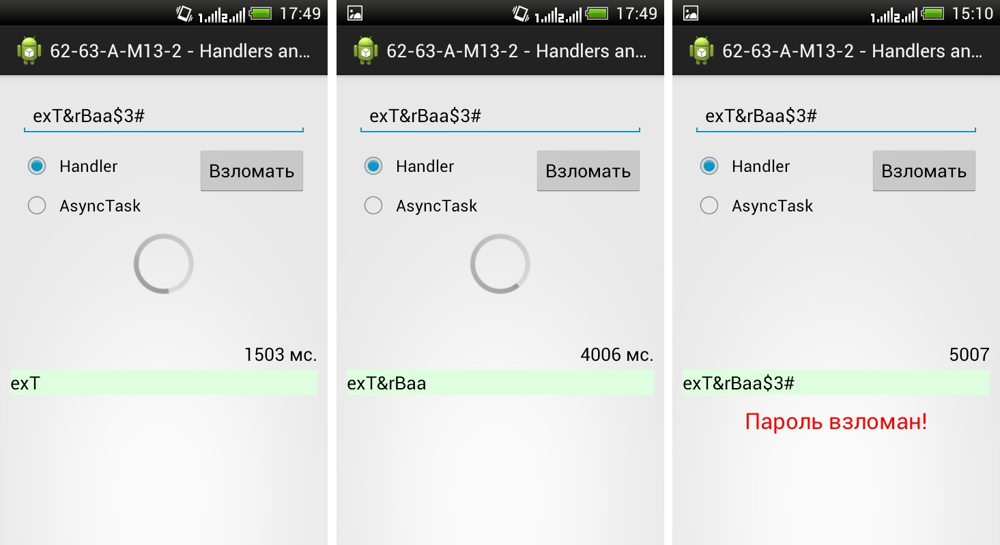 17:49
62-63-A-M13-2 - Handlers an...
exT&rBaa$3#
Handler
Взломать
AsyncTask
1503 мс.
exT
17:49
62-63-A-M13-2 - Handlers an...
exT&rBaa$3#
Handler
Взломать
AsyncTask
4006 мс.
exT&rBaa
15:10
62-63-A-M13-2 - Handlers an...
exT&rBaa$3#
Handler
Взломать
AsyncTask
5007
exT&rBaa$3#
Пароль взломан!